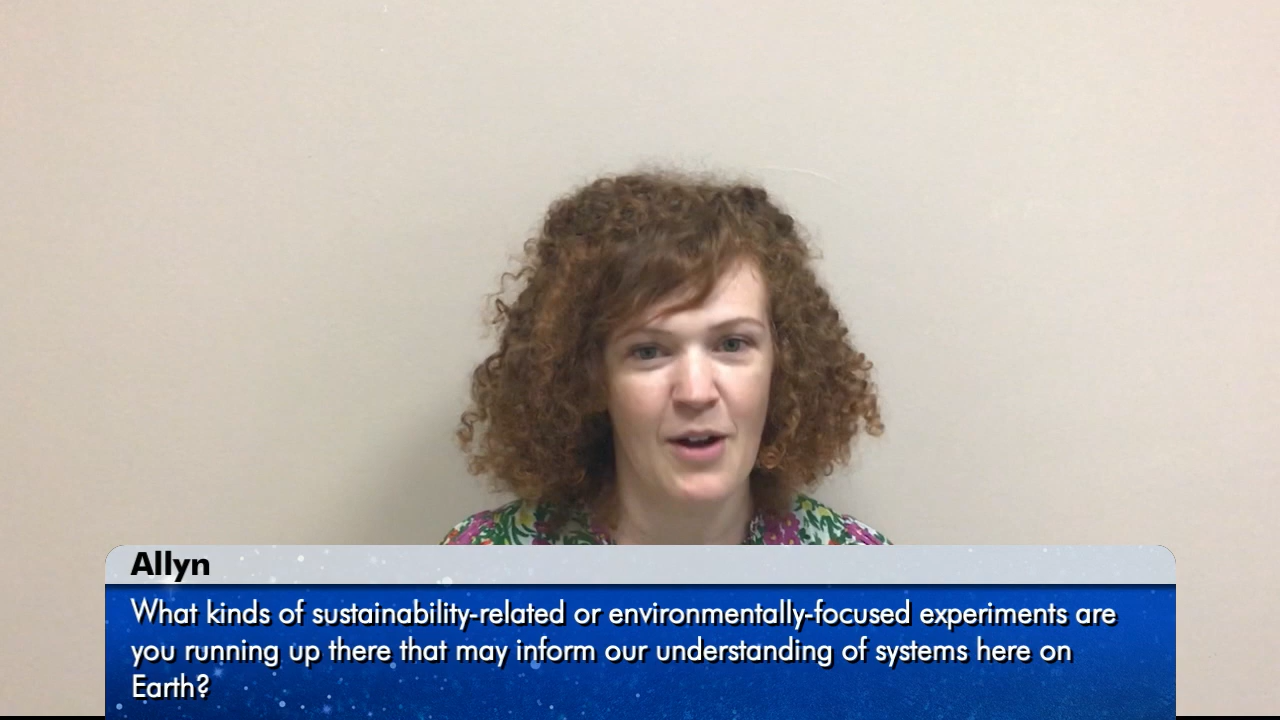 Allyn
What kinds of sustainability-related or environmentally-focused experiments are
you running up there that may inform our understanding of systems here on
Earth?